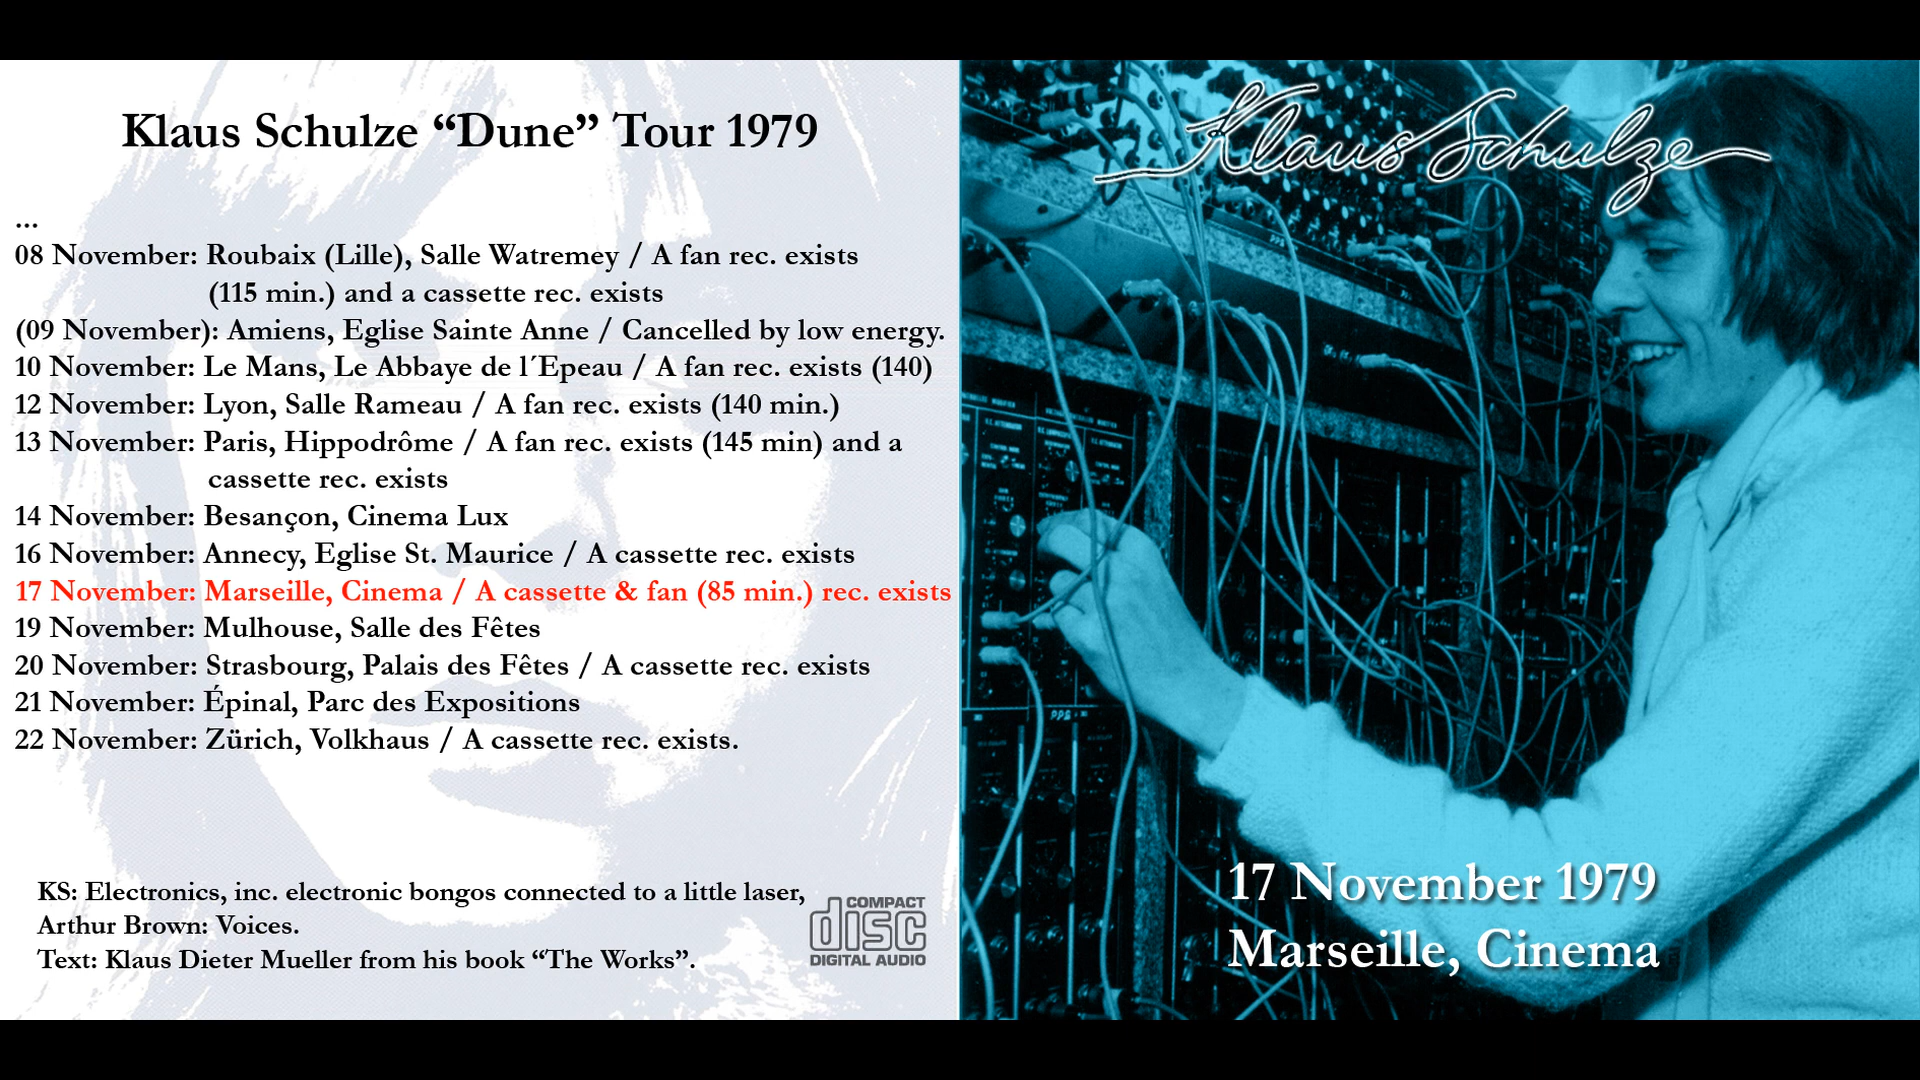 Klaus Schulze “Dune” Tour 1979
...
08 November: Roubaix (Lille), Salle Watremey / A fan rec. exists
(115 min.) and a cassette rec. exists
(09 November): Amiens, Eglise Sainte Anne / Cancelled by low energy.
10 November: Le Mans, Le Abbaye de l´Epeau / A fan rec. exists (140)
12 November: Lyon, Salle Rameau / A fan rec. exists (140 min.)
13 November: Paris, Hippodrôme / A fan rec. exists (145 min) and a
cassette rec. exists
14 November: Besançon, Cinema Lux
16 November: Annecy, Eglise St. Maurice / A cassette rec. exists
17 November: Marseille, Cinema / A cassette & fan (85 min.) rec. exists
19 November: Mulhouse, Salle des Fêtes
20 November: Strasbourg, Palais des Fêtes / A cassette rec. exists
21 November: Épinal, Parc des Expositions
22 November: Zürich, Volkhaus / A cassette rec. exists.
KS: Electronics, inc. electronic bongos connected to a little laser,
Arthur Brown: Voices.
Text: Klaus Dieter Mueller from his book “The Works”.
COMPACT
disc
DIGITAL AUDIO
Klaus Schulze
17 November 1979
Marseille, Cinema